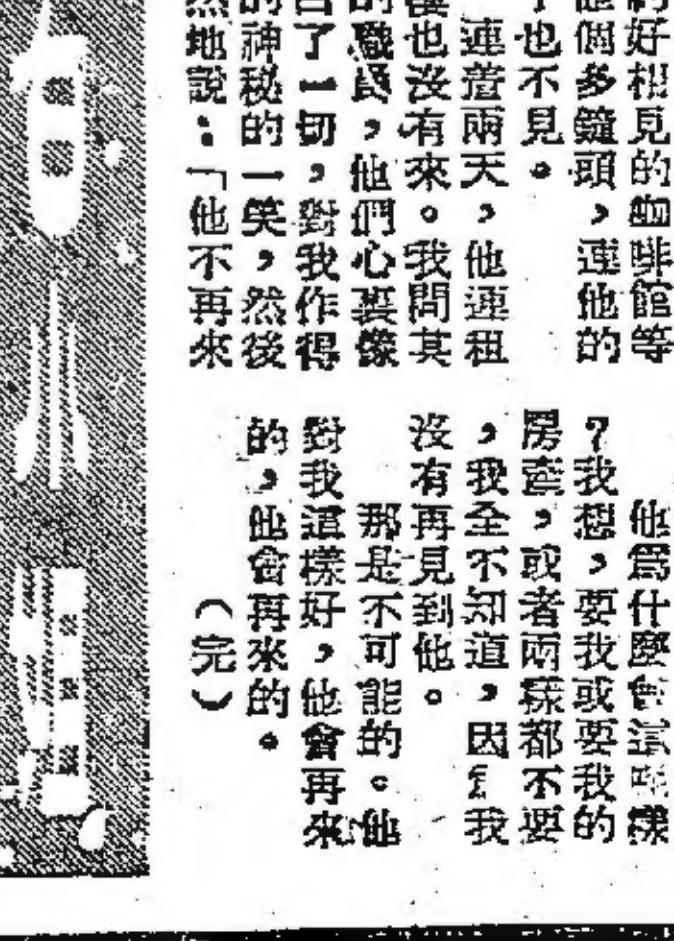 好相見的咖啡館等
個多鐘頭，連他的
也不見。
連着兩天，他連租
也沒有來。我問其
的職員，他們心裏像
了一切，對我作得
的神秘的一笑，然後
然地說：「他不再來
他爲什麼會這樣
？我想，要我或要我的
房產，或者兩樣都不要
，我全不知道，因爲我
沒有再見到他。
那是不可能的。他
對我這樣好，他會再來
的，他會再來的。
（完）